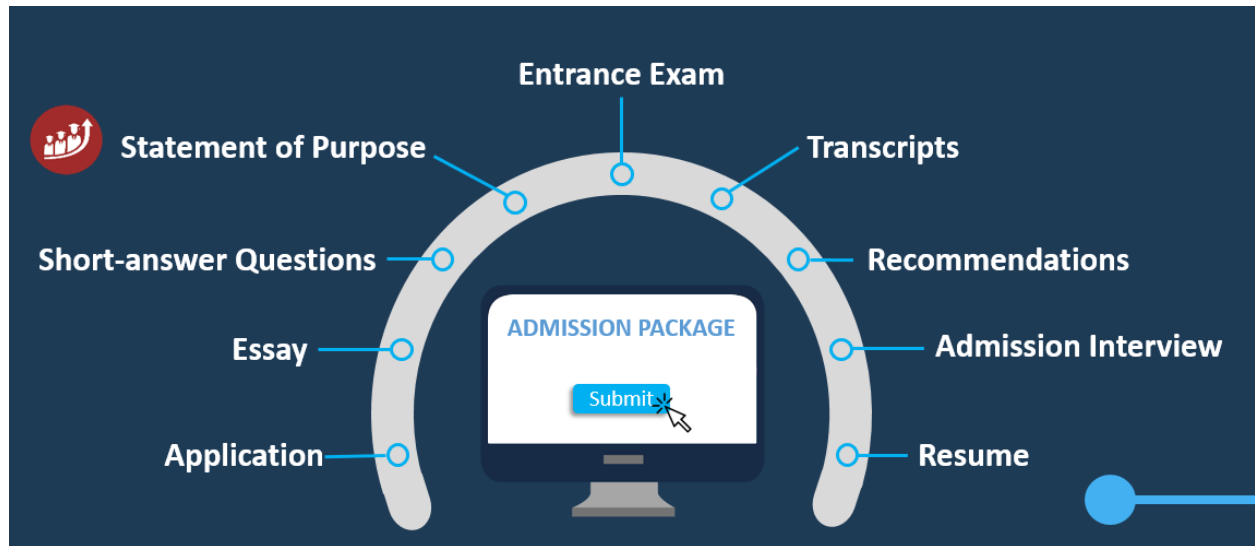 Entrance Exam
Statement of Purpose
Transcripts
Short-answer Questions
Recommendations
ADMISSION PACKAGE
Essay
Admission Interview
Submit
Application
Resume